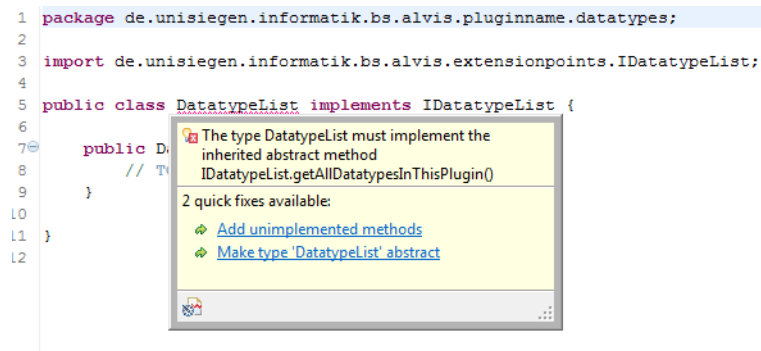 1 package de.unisiegen.informatik.bs.alvis.pluginname.datatypes;
2
3 import de.unisiegen.informatik.bs.alvis.extensionpoints.IDatatypeList;
4
5 public class DatatypeList implements IDatatypeList {
6
7 public D
8 // T
9 }
10
11 }
12
The type DatatypeList must implement the
inherited abstract method
IDatatypeList.getAllDatatypesInThisPlugin()
2 quick fixes available:
Add unimplemented methods
Make type 'DatatypeList' abstract